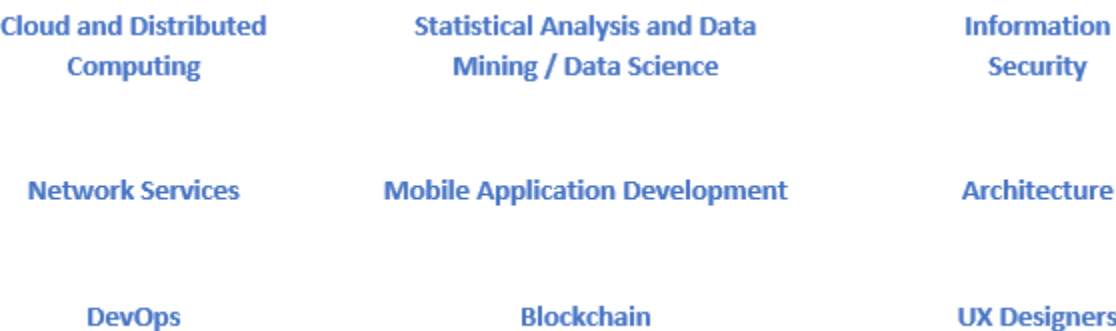 Cloud and Distributed Computing
Statistical Analysis and Data Mining / Data Science
Information Security
Network Services
Mobile Application Development
Architecture
DevOps
Blockchain
UX Designers